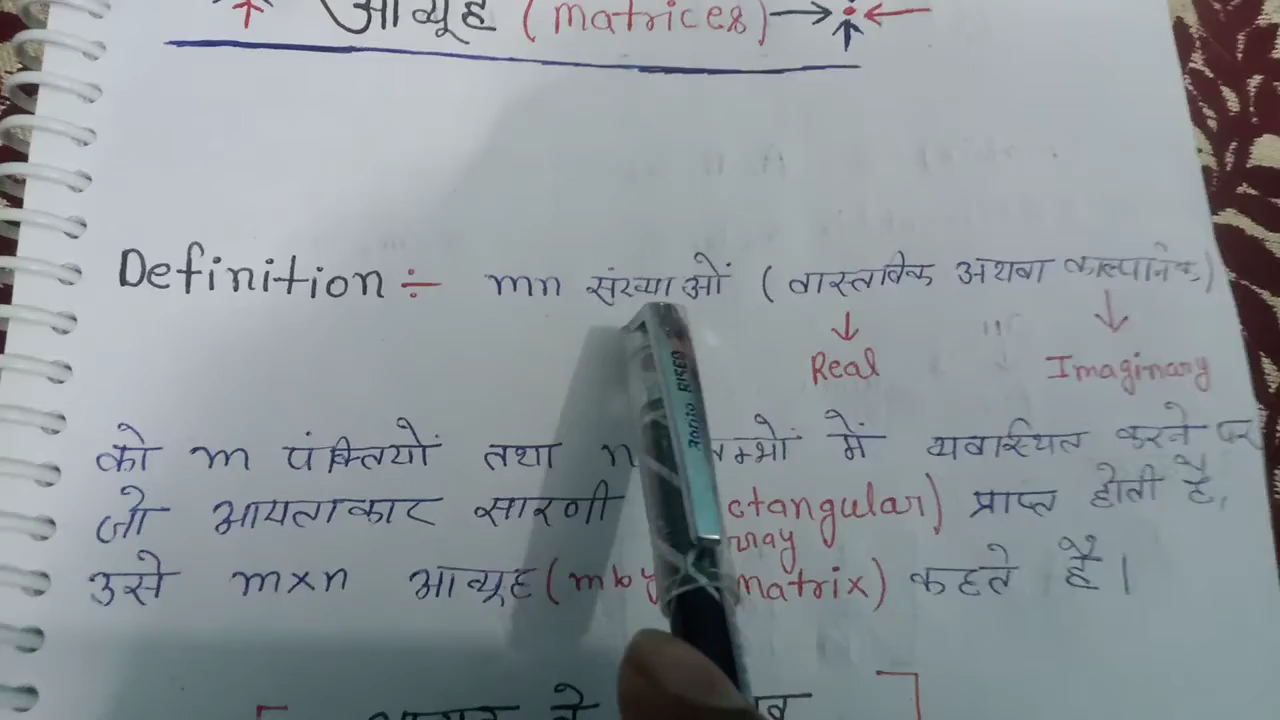 आव्यूह (matrices)
Definition ÷ mn संख्याओं (वास्तविक अथवा काल्पनिक)
Real Imaginary
को m पंक्तियों तथा n म्भों में व्यवस्थित करने पर
जो आयताकार सारणी ctangular) प्राप्त होती है,
rray
उसे m×n आव्यूह (m by matrix) कहते है।